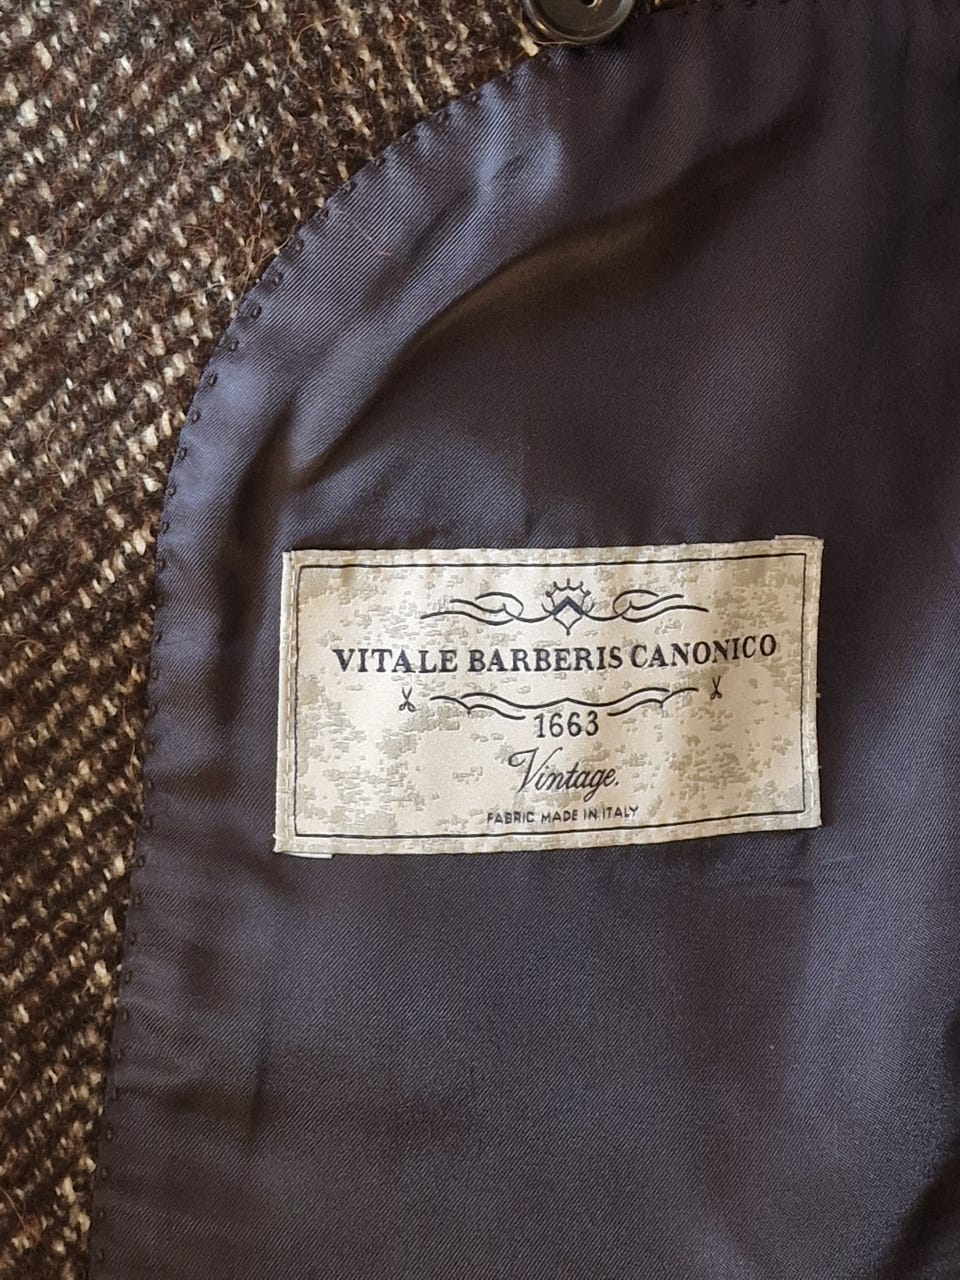 VITALE BARBERIS CANONICO
1663
Vintage.
FABRIC MADE IN ITALY